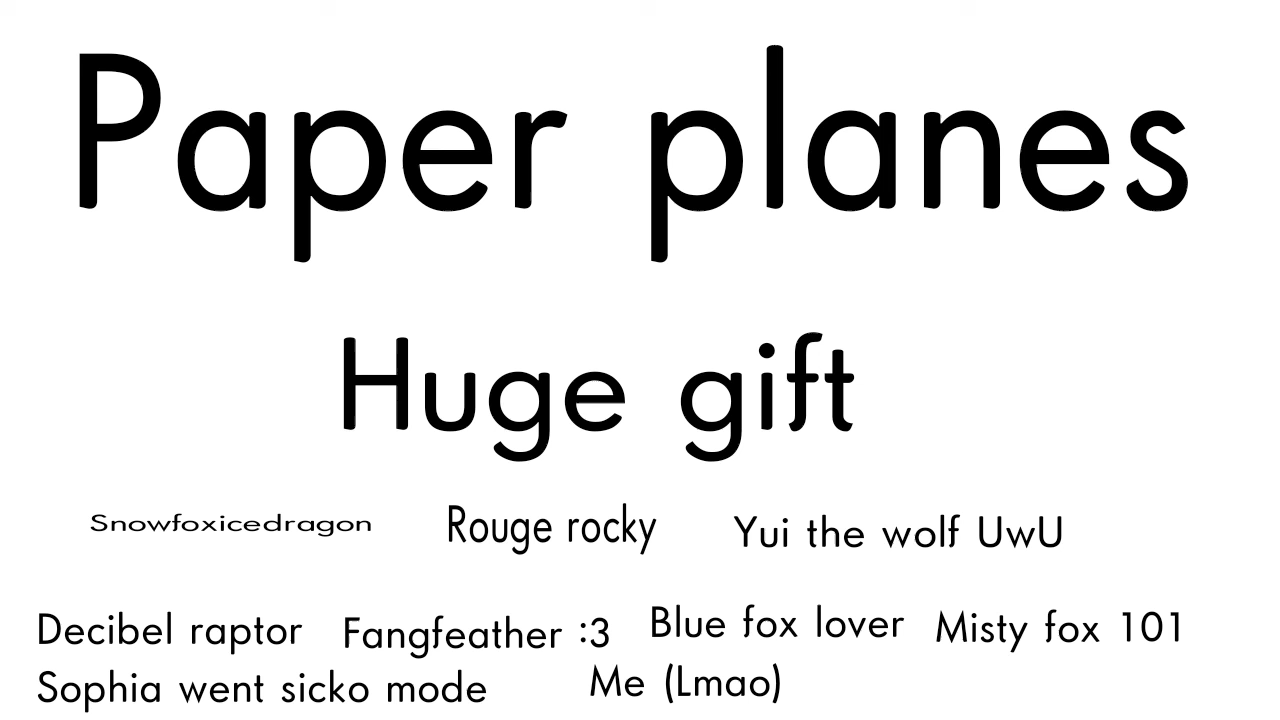 Paper planes
Huge gift
Snowfoxicedragon Rouge rocky Yui the wolf UwU
Decibel raptor Fangfeather :3 Blue fox lover Misty fox 101
Sophia went sicko mode Me (Lmao)